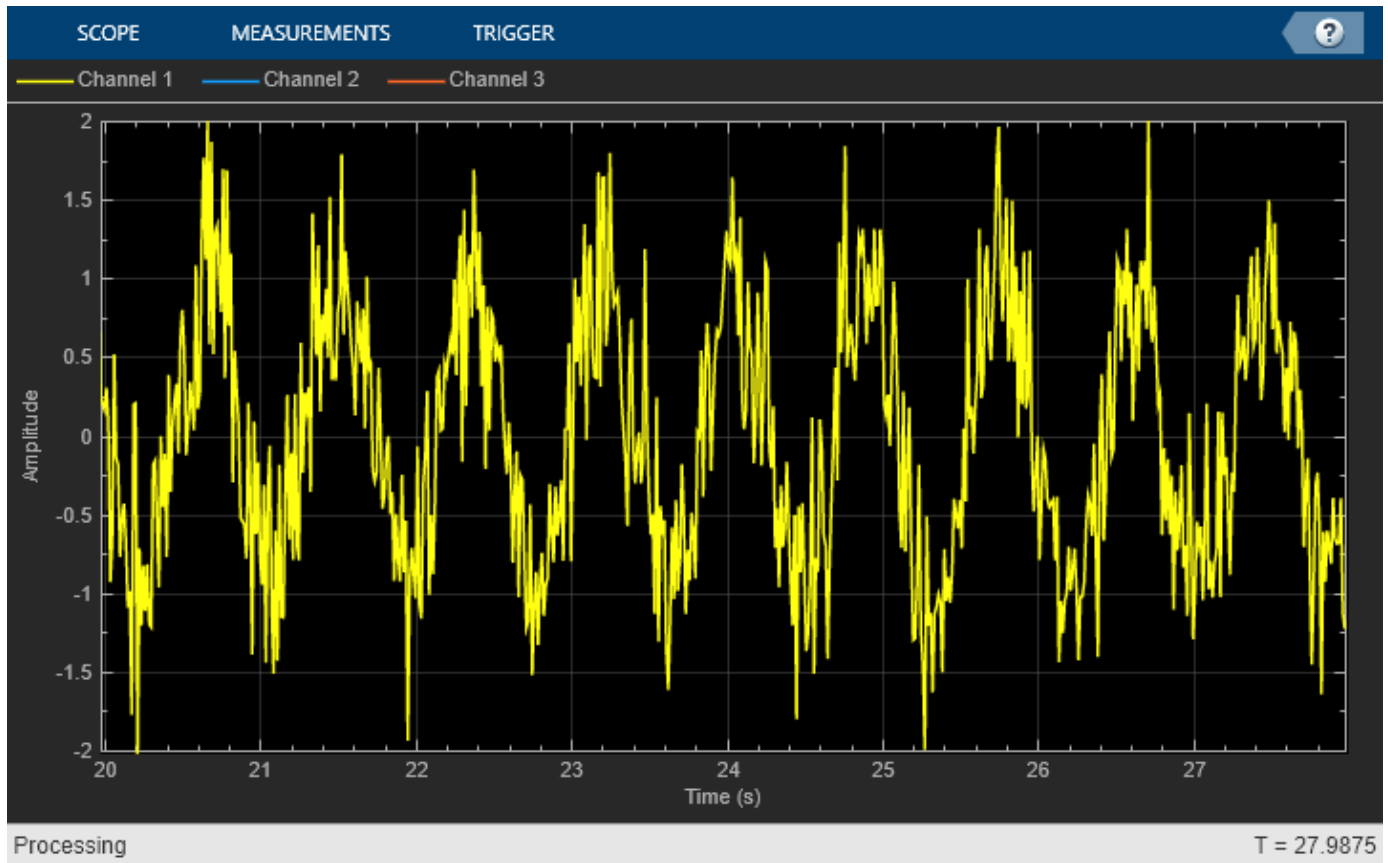 SCOPE MEASUREMENTS TRIGGER ?
Channel 1 Channel 2 Channel 3
2
1.5
1
0.5
0
-0.5
-1
-1.5
-2
Amplitude
20 21 22 23 24 25 26 27
Time (s)
Processing T = 27.9875